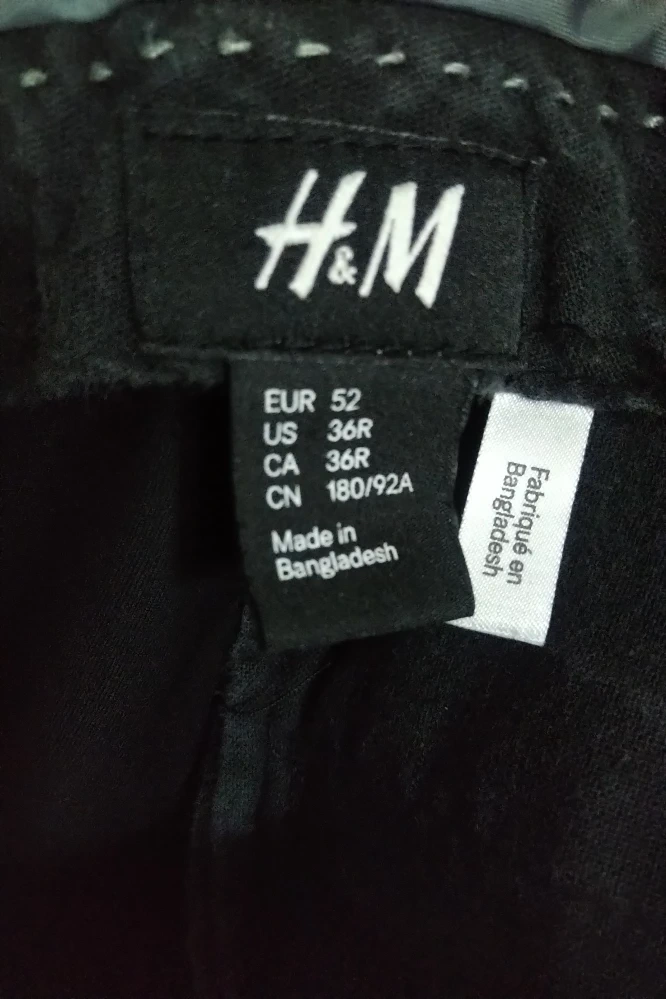 H&M
EUR 52
US 36R
CA 36R
CN 180/92A
Made in
Bangladesh
Fabriqué en
Bangladesh